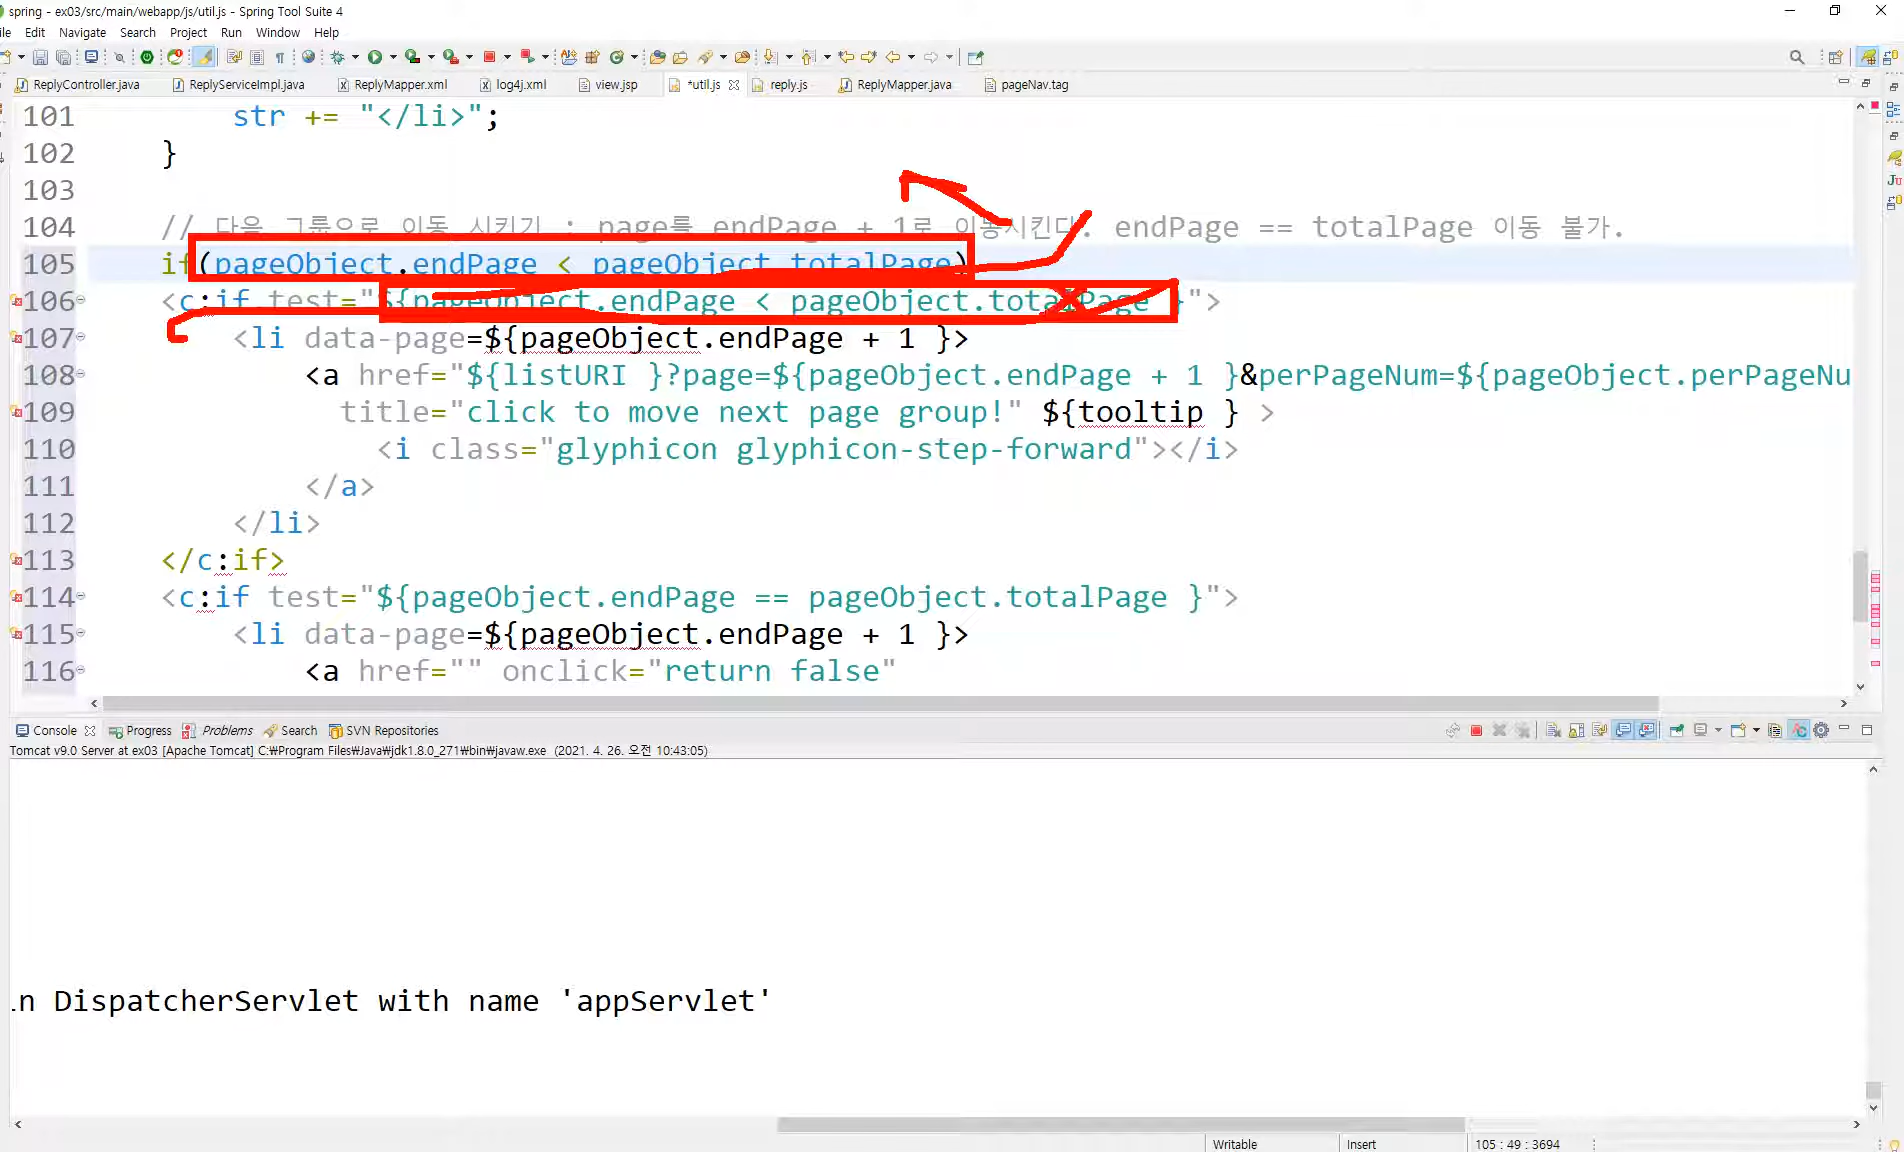 spring - ex03/src/main/webapp/js/util.js - Spring Tool Suite 4
ile Edit Navigate Search Project Run Window Help
ReplyController.java ReplyServiceImpl.java ReplyMapper.xml log4j.xml view.jsp *util.js reply.js ReplyMapper.java pageNav.tag
101 str += "</li>";
102 }
103
104 // 다음 그룹으로 이동 시키기 : page를 endPage + 1로 이동시킨다. endPage == totalPage 이동 불가.
105 if(pageObject.endPage < pageObject.totalPage)
106 <c:if test="${pageObject.endPage < pageObject.totalPage }">
107 <li data-page=${pageObject.endPage + 1 }>
108 <a href="${listURI }?page=${pageObject.endPage + 1 }&perPageNum=${pageObject.perPageNu
109 title="click to move next page group!" ${tooltip } >
110 <i class="glyphicon glyphicon-step-forward"></i>
111 </a>
112 </li>
113 </c:if>
114 <c:if test="${pageObject.endPage == pageObject.totalPage }">
115 <li data-page=${pageObject.endPage + 1 }>
116 <a href="" onclick="return false"
Console Progress Problems Search SVN Repositories
Tomcat v9.0 Server at ex03 [Apache Tomcat] C:₩Program Files₩Java₩jdk1.8.0_271₩bin₩javaw.exe (2021. 4. 26. 오전 10:43:05)
in DispatcherServlet with name 'appServlet'
Writable Insert 105 : 49 : 3694